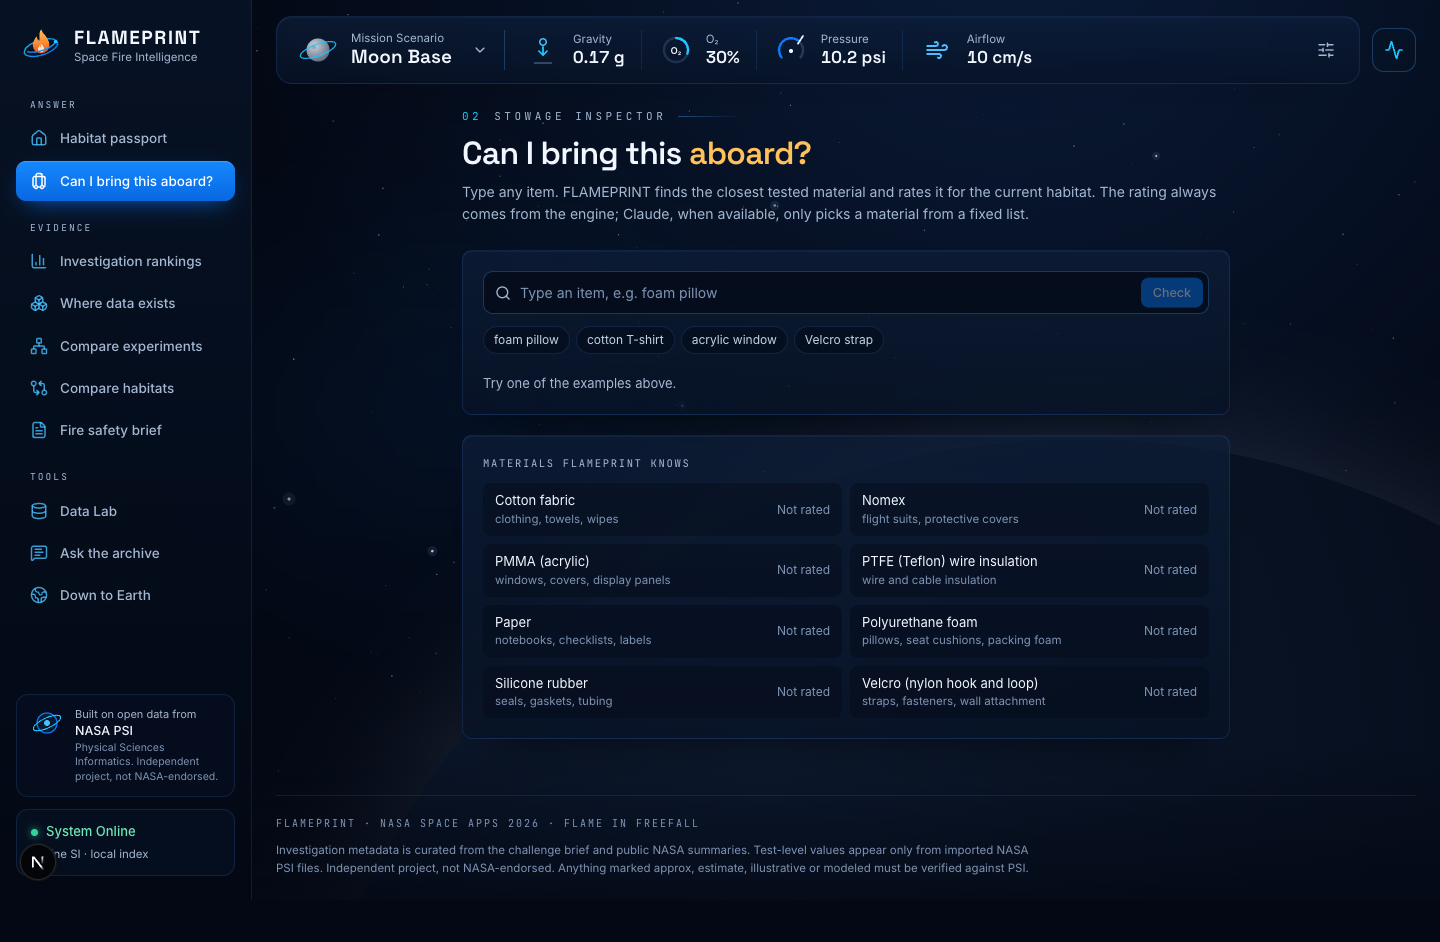 FLAMEPRINT
Space Fire Intelligence
ANSWER
Habitat passport
Can I bring this aboard?
EVIDENCE
Investigation rankings
Where data exists
Compare experiments
Compare habitats
Fire safety brief
TOOLS
Data Lab
Ask the archive
Down to Earth
Built on open data from
NASA PSI
Physical Sciences
Informatics. Independent
project, not NASA-endorsed.
System Online
ne SI · local index
N
Mission Scenario
Moon Base
Gravity
0.17 g
O₂
O₂
30%
Pressure
10.2 psi
Airflow
10 cm/s
02 STOWAGE INSPECTOR
Can I bring this aboard?
Type any item. FLAMEPRINT finds the closest tested material and rates it for the current habitat. The rating always
comes from the engine; Claude, when available, only picks a material from a fixed list.
Type an item, e.g. foam pillow
Check
foam pillow
cotton T-shirt
acrylic window
Velcro strap
Try one of the examples above.
MATERIALS FLAMEPRINT KNOWS
Cotton fabric
clothing, towels, wipes
Not rated
Nomex
flight suits, protective covers
Not rated
PMMA (acrylic)
windows, covers, display panels
Not rated
PTFE (Teflon) wire insulation
wire and cable insulation
Not rated
Paper
notebooks, checklists, labels
Not rated
Polyurethane foam
pillows, seat cushions, packing foam
Not rated
Silicone rubber
seals, gaskets, tubing
Not rated
Velcro (nylon hook and loop)
straps, fasteners, wall attachment
Not rated
FLAMEPRINT · NASA SPACE APPS 2026 · FLAME IN FREEFALL
Investigation metadata is curated from the challenge brief and public NASA summaries. Test-level values appear only from imported NASA
PSI files. Independent project, not NASA-endorsed. Anything marked approx, estimate, illustrative or modeled must be verified against PSI.